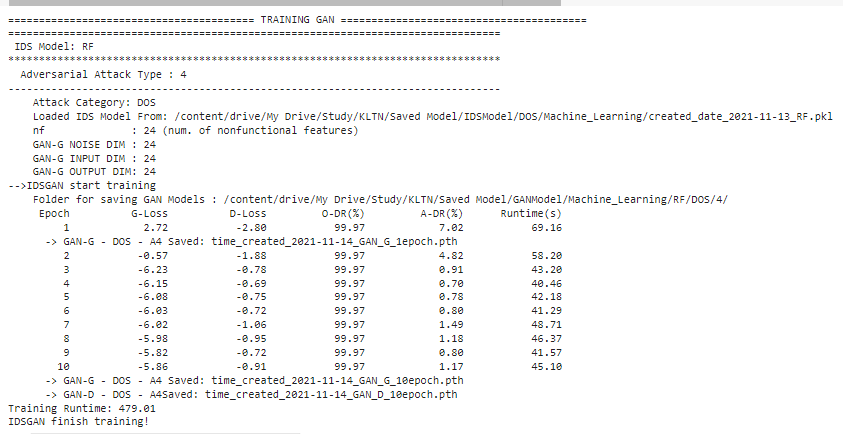 ======================================== TRAINING GAN ========================================
================================================================================
IDS Model: RF
********************************************************************************
Adversarial Attack Type : 4
--------------------------------------------------------------------------------
Attack Category: DOS
Loaded IDS Model From: /content/drive/My Drive/Study/KLTN/Saved Model/IDSModel/DOS/Machine_Learning/created_date_2021-11-13_RF.pkl
nf : 24 (num. of nonfunctional features)
GAN-G NOISE DIM : 24
GAN-G INPUT DIM : 24
GAN-G OUTPUT DIM: 24
-->IDSGAN start training
Folder for saving GAN Models : /content/drive/My Drive/Study/KLTN/Saved Model/GANModel/Machine_Learning/RF/DOS/4/
Epoch G-Loss D-Loss O-DR(%) A-DR(%) Runtime(s)
1 2.72 -2.80 99.97 7.02 69.16
-> GAN-G - DOS - A4 Saved: time_created_2021-11-14_GAN_G_1epoch.pth
2 -0.57 -1.88 99.97 4.82 58.20
3 -6.23 -0.78 99.97 0.91 43.20
4 -6.15 -0.69 99.97 0.70 40.46
5 -6.08 -0.75 99.97 0.78 42.18
6 -6.03 -0.72 99.97 0.80 41.29
7 -6.02 -1.06 99.97 1.49 48.71
8 -5.98 -0.95 99.97 1.18 46.37
9 -5.82 -0.72 99.97 0.80 41.57
10 -5.86 -0.91 99.97 1.17 45.10
-> GAN-G - DOS - A4 Saved: time_created_2021-11-14_GAN_G_10epoch.pth
-> GAN-D - DOS - A4Saved: time_created_2021-11-14_GAN_D_10epoch.pth
Training Runtime: 479.01
IDSGAN finish training!